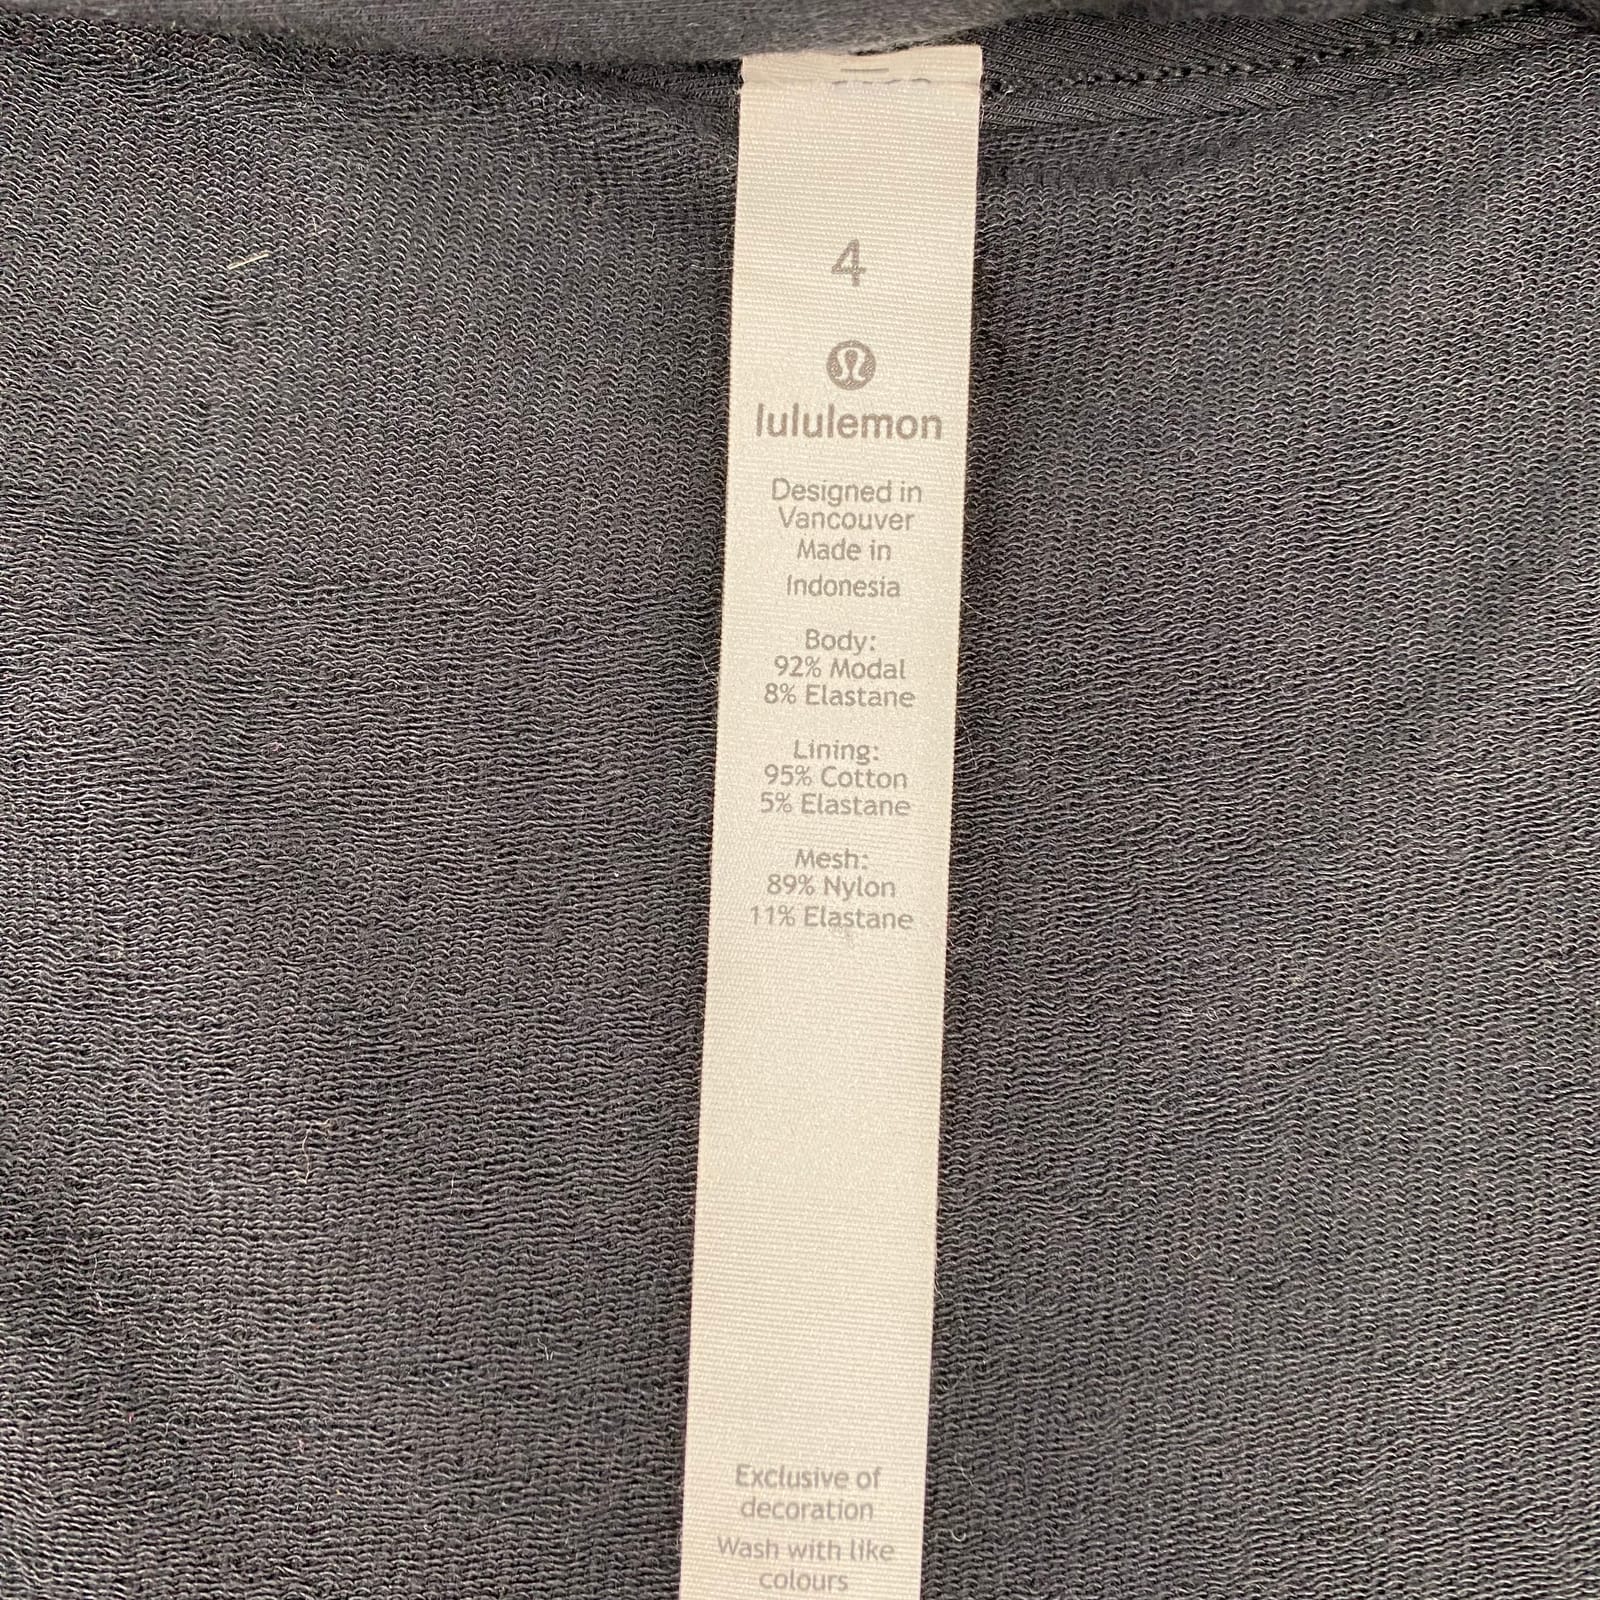 4
lululemon
Designed in
Vancouver
Made in
Indonesia
Body:
92% Modal
8% Elastane
Lining:
95% Cotton
5% Elastane
Mesh:
89% Nylon
11% Elastane
Exclusive of
decoration
Wash with like
colours